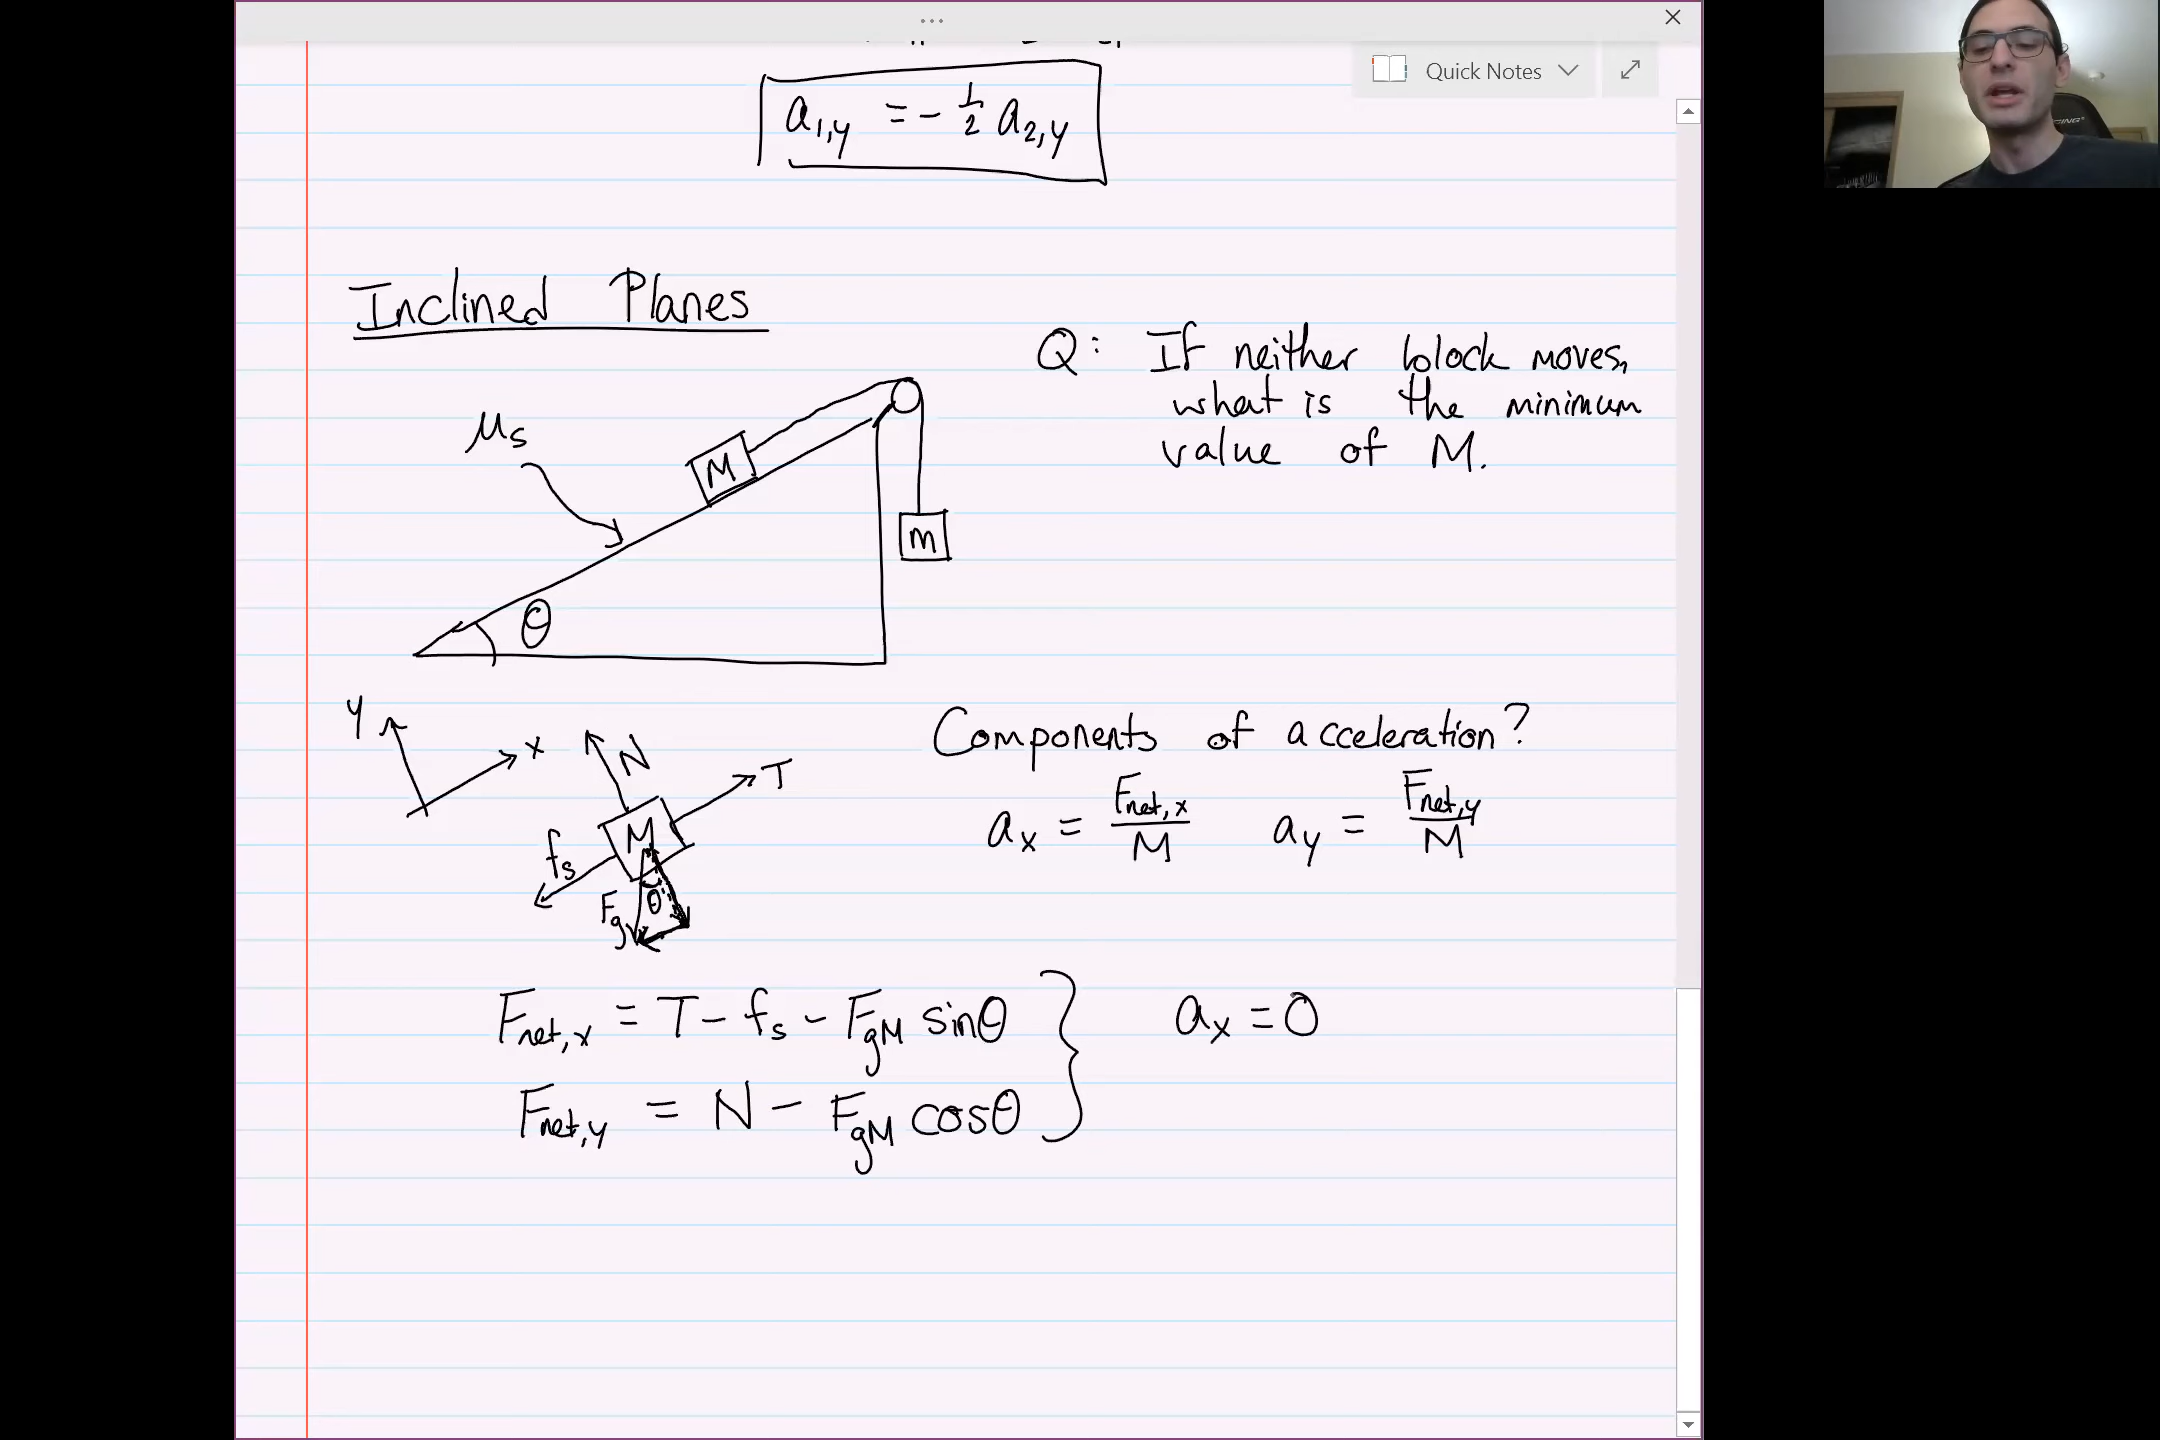 Quick Notes
a1,y = - 1/2 a2,y
Inclined Planes
Q: If neither block moves,
what is the minimum
value of M.
μs
M
m
θ
y
x
N
T
M
fs
Fg
θ
Components of acceleration?
ax = Fnet,x / M ay = Fnet,y / M
Fnet,x = T - fs - FgM sinθ
ax = 0
Fnet,y = N - FgM cosθ